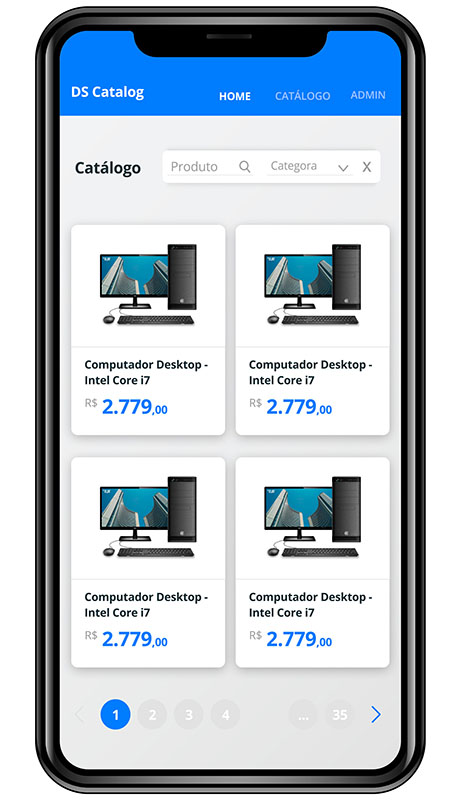 DS Catalog
HOME CATÁLOGO ADMIN
Catálogo
Produto Categora X
Computador Desktop - Intel Core i7
R$ 2.779,00
Computador Desktop - Intel Core i7
R$ 2.779,00
Computador Desktop - Intel Core i7
R$ 2.779,00
Computador Desktop - Intel Core i7
R$ 2.779,00
1 2 3 4 ... 35